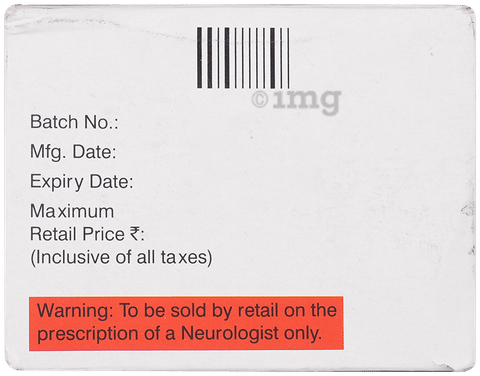 1mg
Batch No.:
Mfg. Date:
Expiry Date:
Maximum
Retail Price ₹:
(Inclusive of all taxes)
Warning: To be sold by retail on the
prescription of a Neurologist only.